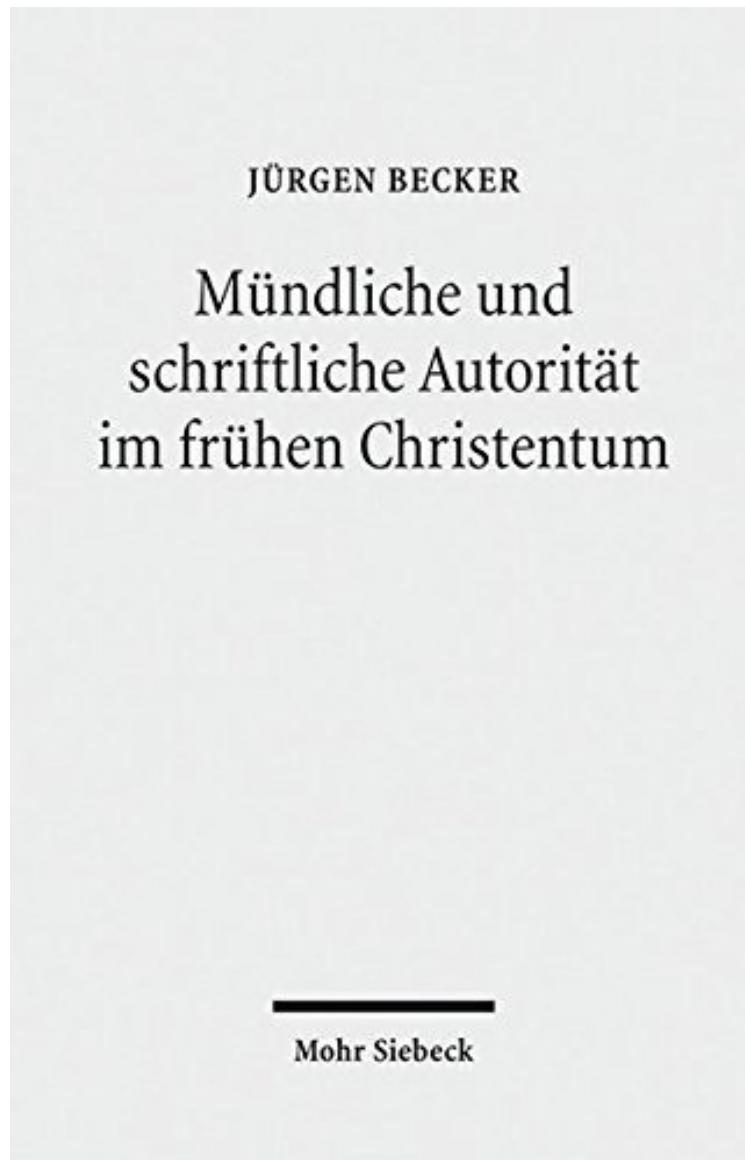 JÜRGEN BECKER
Mündliche und
schriftliche Autorität
im frühen Christentum
Mohr Siebeck